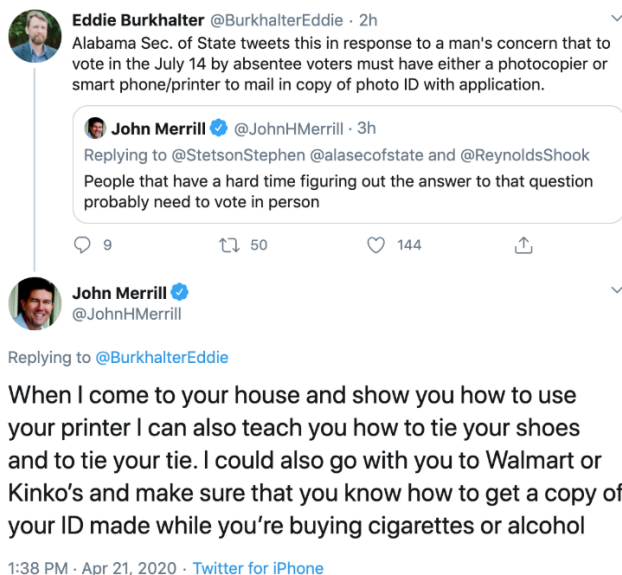 Eddie Burkhalter @BurkhalterEddie · 2h
Alabama Sec. of State tweets this in response to a man's concern that to
vote in the July 14 by absentee voters must have either a photocopier or
smart phone/printer to mail in copy of photo ID with application.
John Merrill @JohnHMerrill · 3h
Replying to @StetsonStephen @alasecofstate and @ReynoldsShook
People that have a hard time figuring out the answer to that question
probably need to vote in person
9 50 144
John Merrill
@JohnHMerrill
Replying to @BurkhalterEddie
When I come to your house and show you how to use
your printer I can also teach you how to tie your shoes
and to tie your tie. I could also go with you to Walmart or
Kinko’s and make sure that you know how to get a copy of
your ID made while you’re buying cigarettes or alcohol
1:38 PM · Apr 21, 2020 · Twitter for iPhone